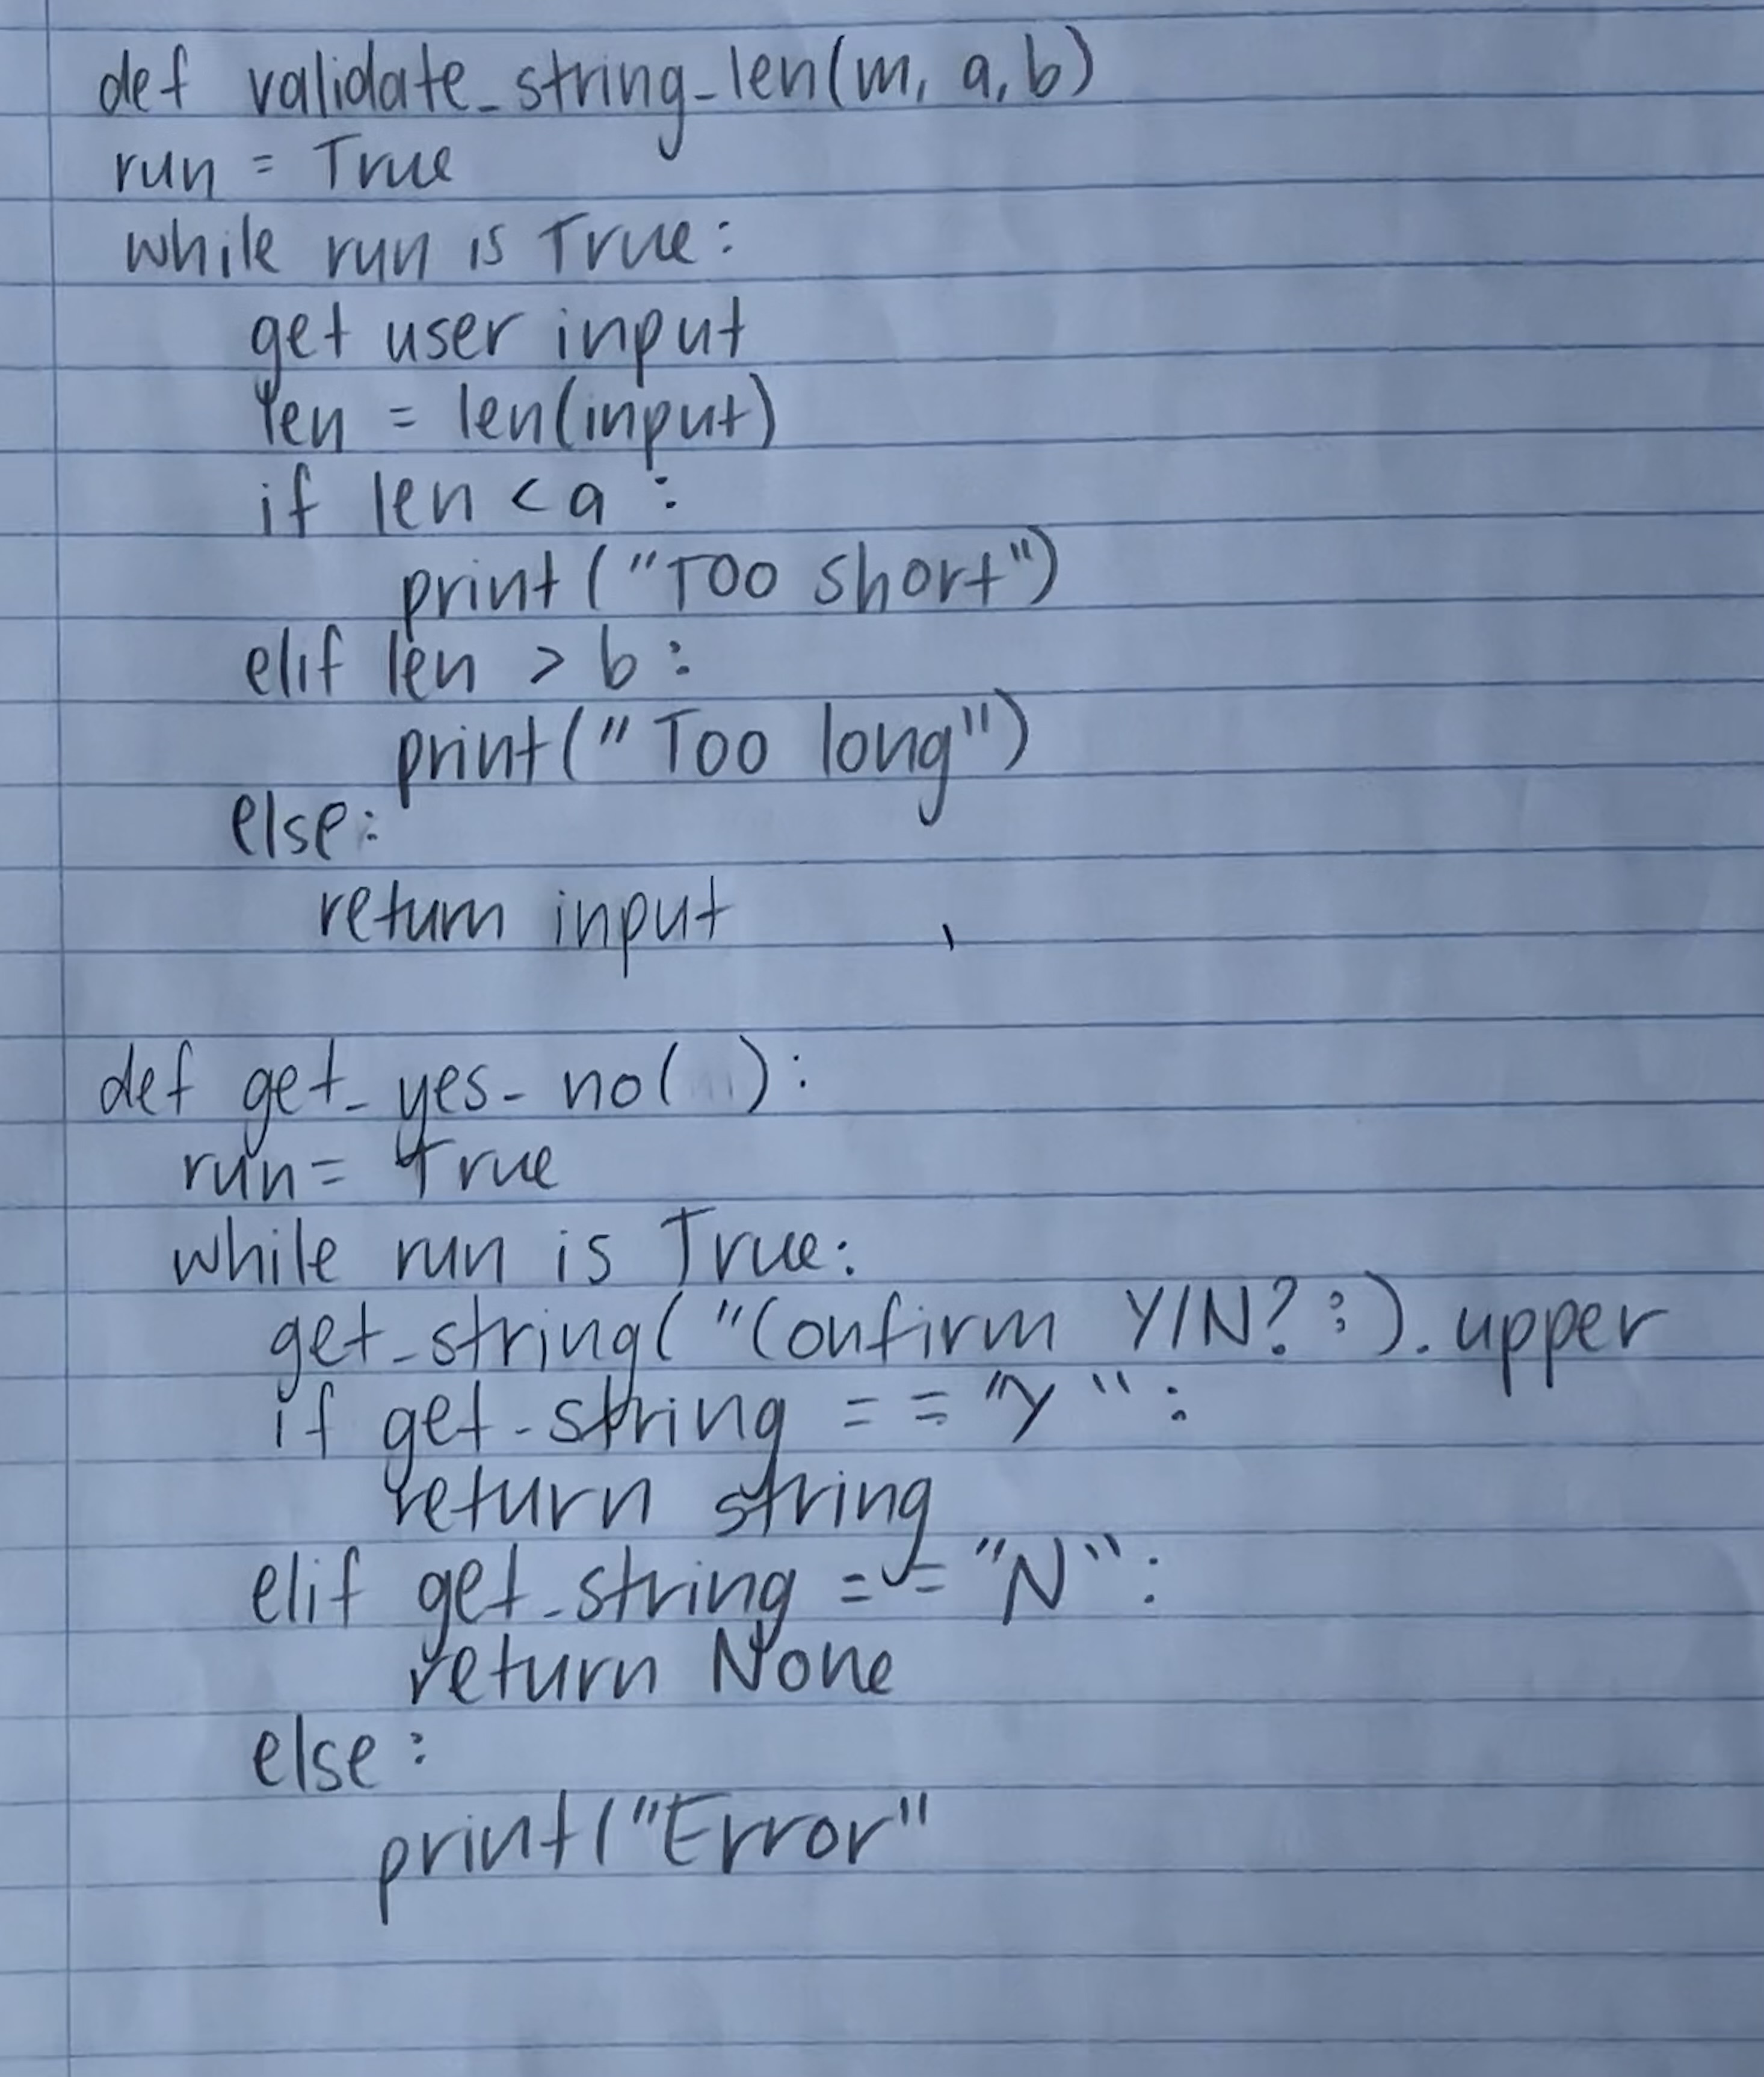 def validate_string_len(m, a, b)
run = True
while run is True:
get user input
len = len(input)
if len < a :
print ("Too short")
elif len > b :
print ("Too long")
else:
return input
def get_yes_no( ):
run = True
while run is True:
get_string( "Confirm Y/N? :). upper
if get_string == "Y" :
return string
elif get_string == "N" :
return None
else :
print("Error"